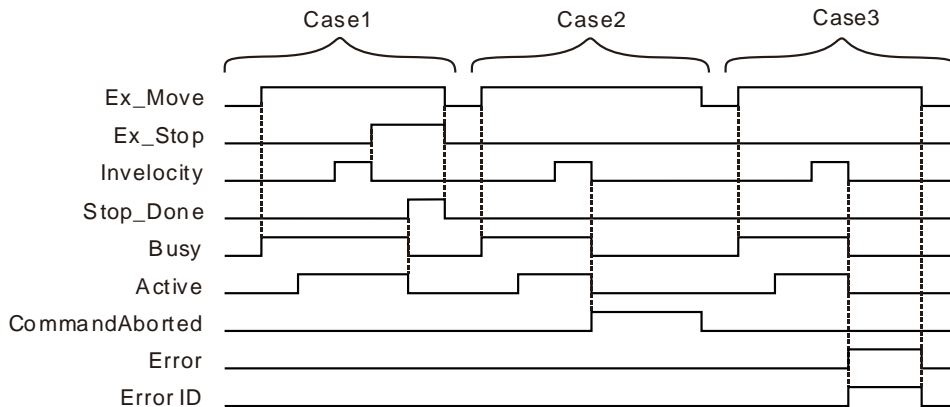 Case1 Case2 Case3
Ex_Move
Ex_Stop
Invelocity
Stop_Done
Busy
Active
CommandAborted
Error
Error ID